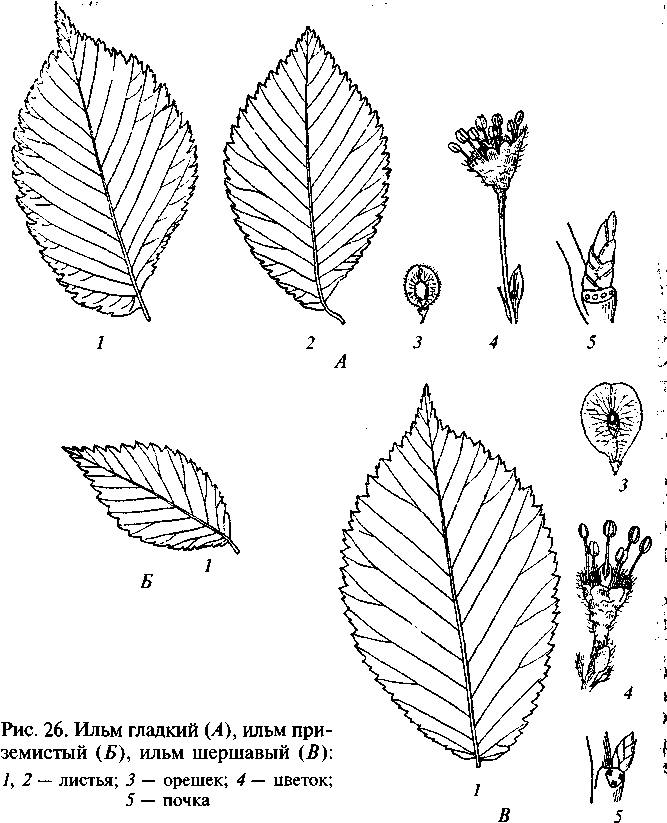 1
2
3
4
5
А
Б
1
3
4
5
1
В
Рис. 26. Ильм гладкий (А), ильм при-
земистый (Б), ильм шершавый (В):
1, 2 — листья; 3 — орешек; 4 — цветок;
5 — почка